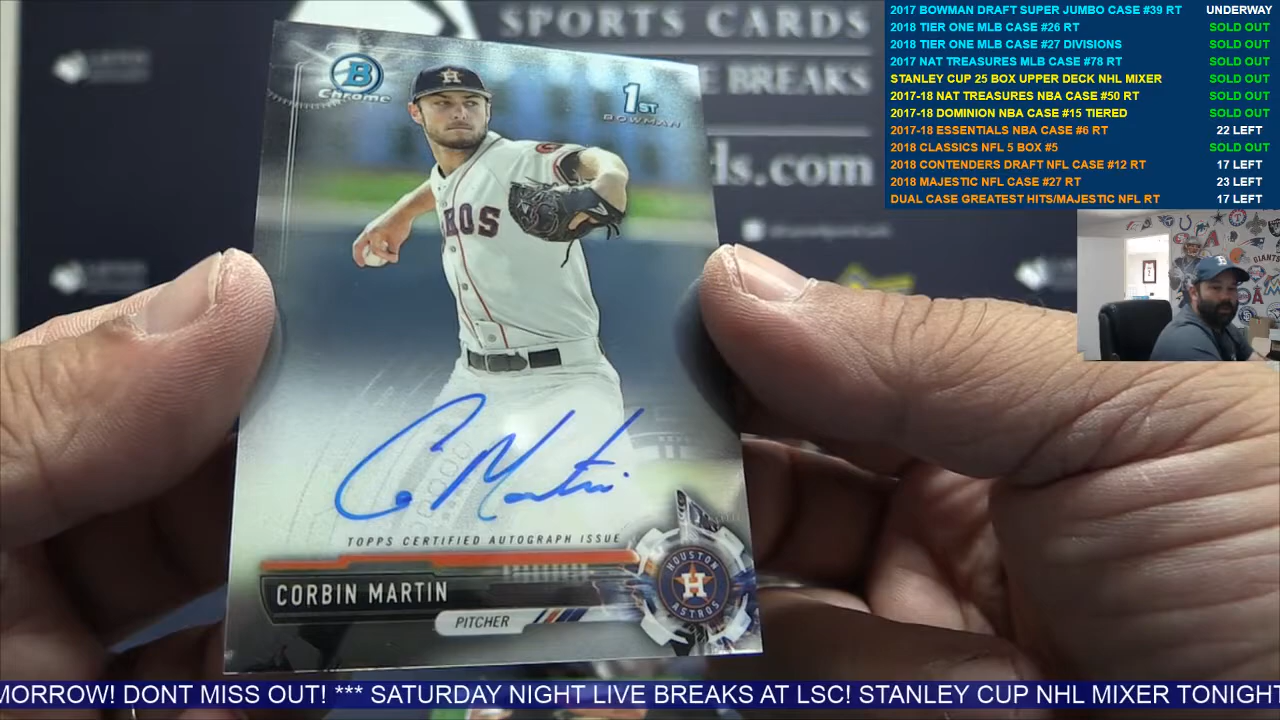 SPORTS CARDS
BREAKS
ds.com
B
Chrome
1ST
BOWMAN
H
ROS
TOPPS CERTIFIED AUTOGRAPH ISSUE
CORBIN MARTIN
PITCHER
HOUSTON
H
ASTROS
2017 BOWMAN DRAFT SUPER JUMBO CASE #39 RT UNDERWAY
2018 TIER ONE MLB CASE #26 RT SOLD OUT
2018 TIER ONE MLB CASE #27 DIVISIONS SOLD OUT
2017 NAT TREASURES MLB CASE #78 RT SOLD OUT
STANLEY CUP 25 BOX UPPER DECK NHL MIXER SOLD OUT
2017-18 NAT TREASURES NBA CASE #50 RT SOLD OUT
2017-18 DOMINION NBA CASE #15 TIERED SOLD OUT
2017-18 ESSENTIALS NBA CASE #6 RT 22 LEFT
2018 CLASSICS NFL 5 BOX #5 SOLD OUT
2018 CONTENDERS DRAFT NFL CASE #12 RT 17 LEFT
2018 MAJESTIC NFL CASE #27 RT 23 LEFT
DUAL CASE GREATEST HITS/MAJESTIC NFL RT 17 LEFT
GIANTS
MORROW! DONT MISS OUT! *** SATURDAY NIGHT LIVE BREAKS AT LSC! STANLEY CUP NHL MIXER TONIGHT